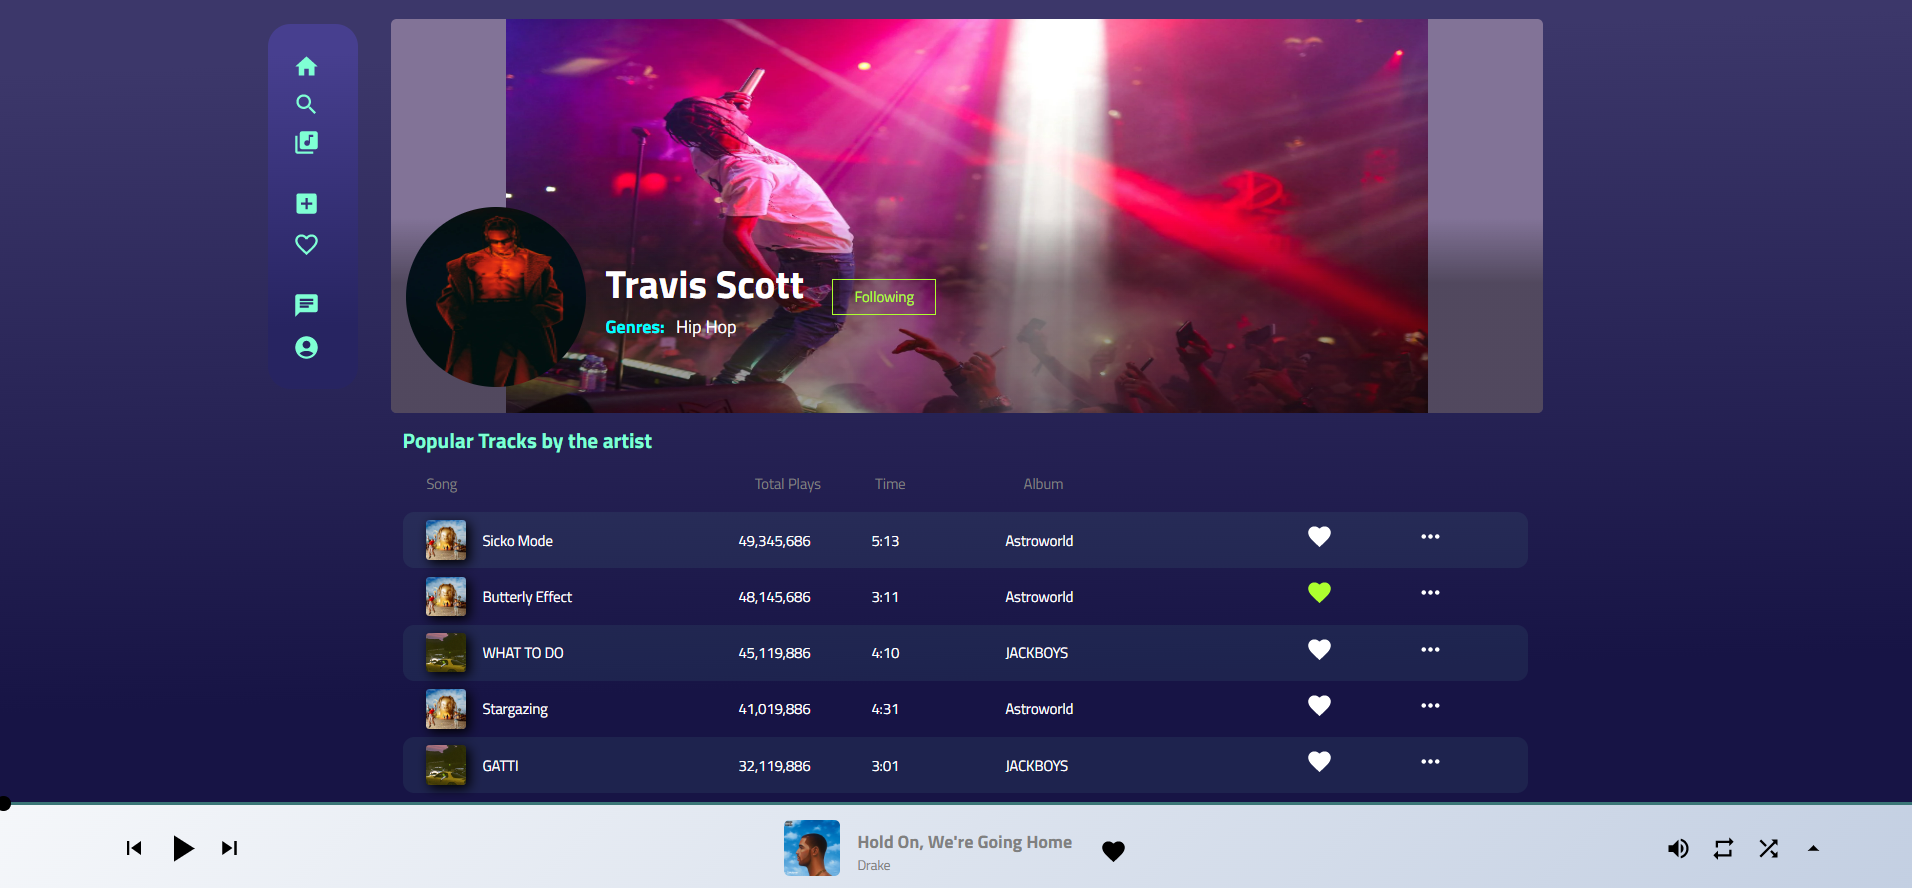 Travis Scott
Following
Genres: Hip Hop
Popular Tracks by the artist
Song Total Plays Time Album
Sicko Mode 49,345,686 5:13 Astroworld
Butterly Effect 48,145,686 3:11 Astroworld
WHAT TO DO 45,119,886 4:10 JACKBOYS
Stargazing 41,019,886 4:31 Astroworld
GATTI 32,119,886 3:01 JACKBOYS
Hold On, We're Going Home
Drake